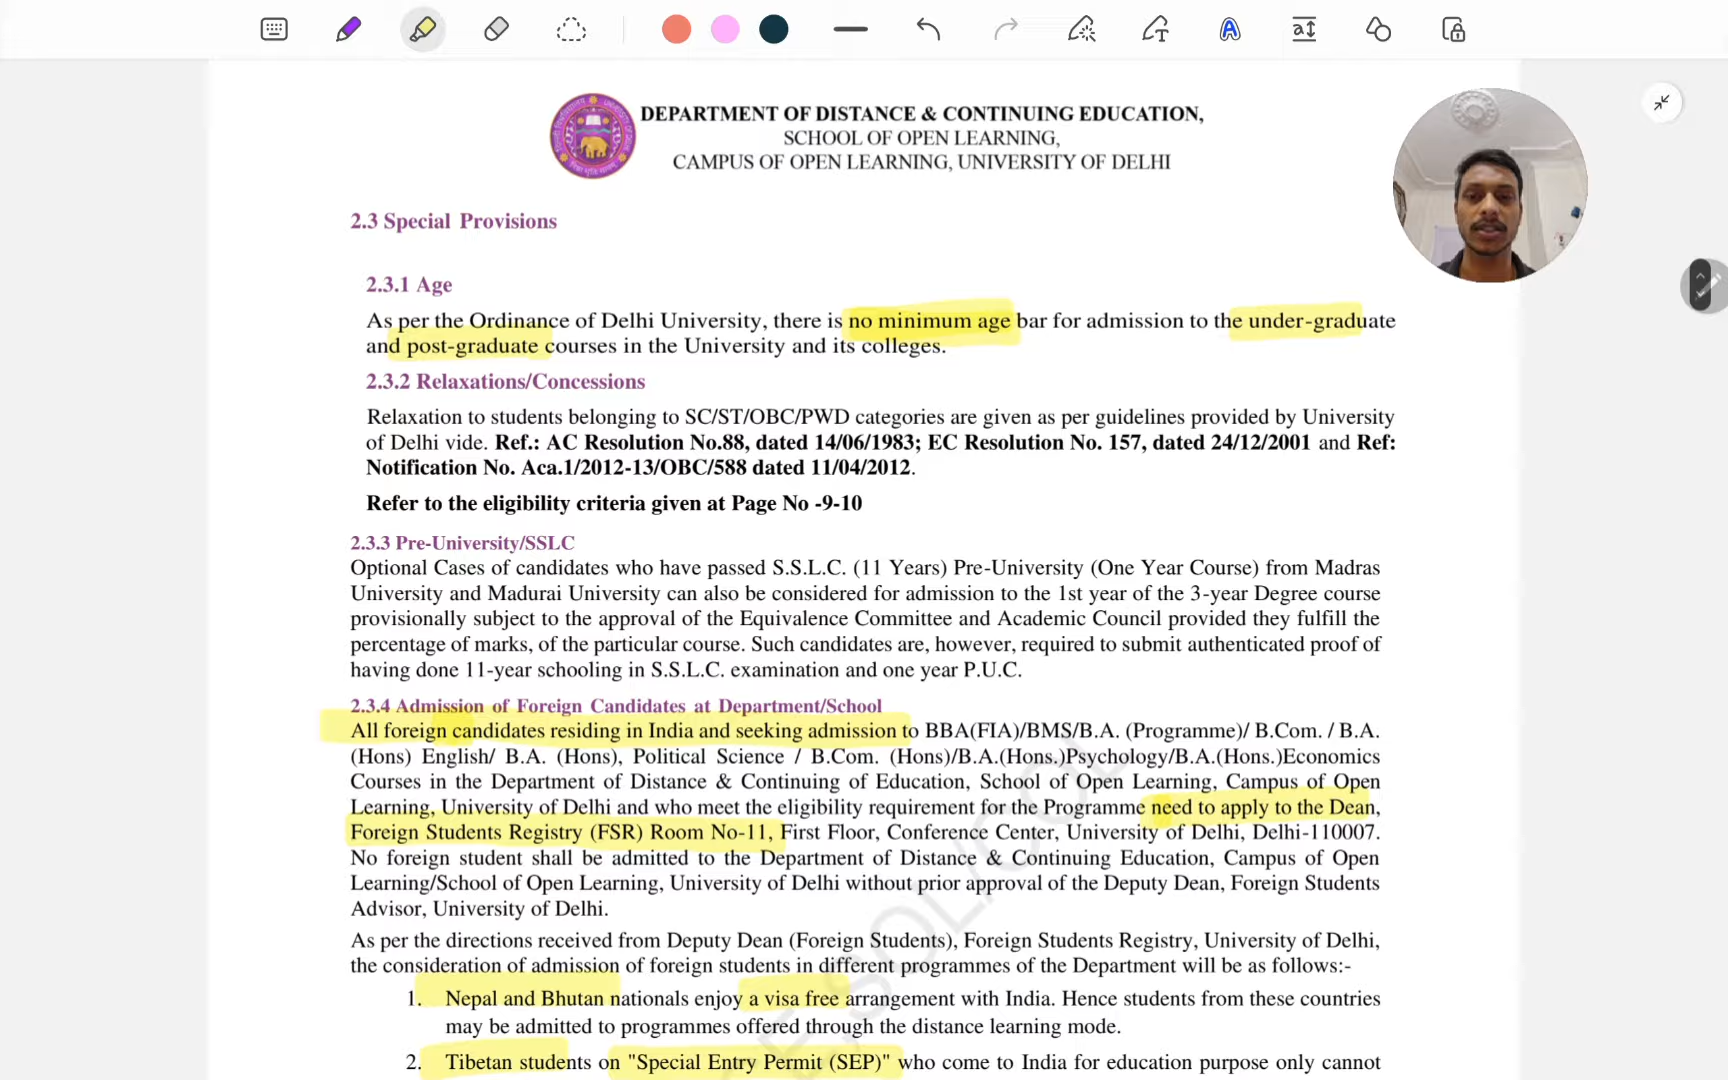 DEPARTMENT OF DISTANCE & CONTINUING EDUCATION,
SCHOOL OF OPEN LEARNING,
CAMPUS OF OPEN LEARNING, UNIVERSITY OF DELHI
2.3 Special Provisions
2.3.1 Age
As per the Ordinance of Delhi University, there is no minimum age bar for admission to the under-graduate
and post-graduate courses in the University and its colleges.
2.3.2 Relaxations/Concessions
Relaxation to students belonging to SC/ST/OBC/PWD categories are given as per guidelines provided by University
of Delhi vide. Ref.: AC Resolution No.88, dated 14/06/1983; EC Resolution No. 157, dated 24/12/2001 and Ref:
Notification No. Aca.1/2012-13/OBC/588 dated 11/04/2012.
Refer to the eligibility criteria given at Page No -9-10
2.3.3 Pre-University/SSLC
Optional Cases of candidates who have passed S.S.L.C. (11 Years) Pre-University (One Year Course) from Madras
University and Madurai University can also be considered for admission to the 1st year of the 3-year Degree course
provisionally subject to the approval of the Equivalence Committee and Academic Council provided they fulfill the
percentage of marks, of the particular course. Such candidates are, however, required to submit authenticated proof of
having done 11-year schooling in S.S.L.C. examination and one year P.U.C.
2.3.4 Admission of Foreign Candidates at Department/School
All foreign candidates residing in India and seeking admission to BBA(FIA)/BMS/B.A. (Programme)/ B.Com. / B.A.
(Hons) English/ B.A. (Hons), Political Science / B.Com. (Hons)/B.A.(Hons.)Psychology/B.A.(Hons.)Economics
Courses in the Department of Distance & Continuing of Education, School of Open Learning, Campus of Open
Learning, University of Delhi and who meet the eligibility requirement for the Programme need to apply to the Dean,
Foreign Students Registry (FSR) Room No-11, First Floor, Conference Center, University of Delhi, Delhi-110007.
No foreign student shall be admitted to the Department of Distance & Continuing Education, Campus of Open
Learning/School of Open Learning, University of Delhi without prior approval of the Deputy Dean, Foreign Students
Advisor, University of Delhi.
As per the directions received from Deputy Dean (Foreign Students), Foreign Students Registry, University of Delhi,
the consideration of admission of foreign students in different programmes of the Department will be as follows:-
1. Nepal and Bhutan nationals enjoy a visa free arrangement with India. Hence students from these countries
may be admitted to programmes offered through the distance learning mode.
2. Tibetan students on "Special Entry Permit (SEP)" who come to India for education purpose only cannot